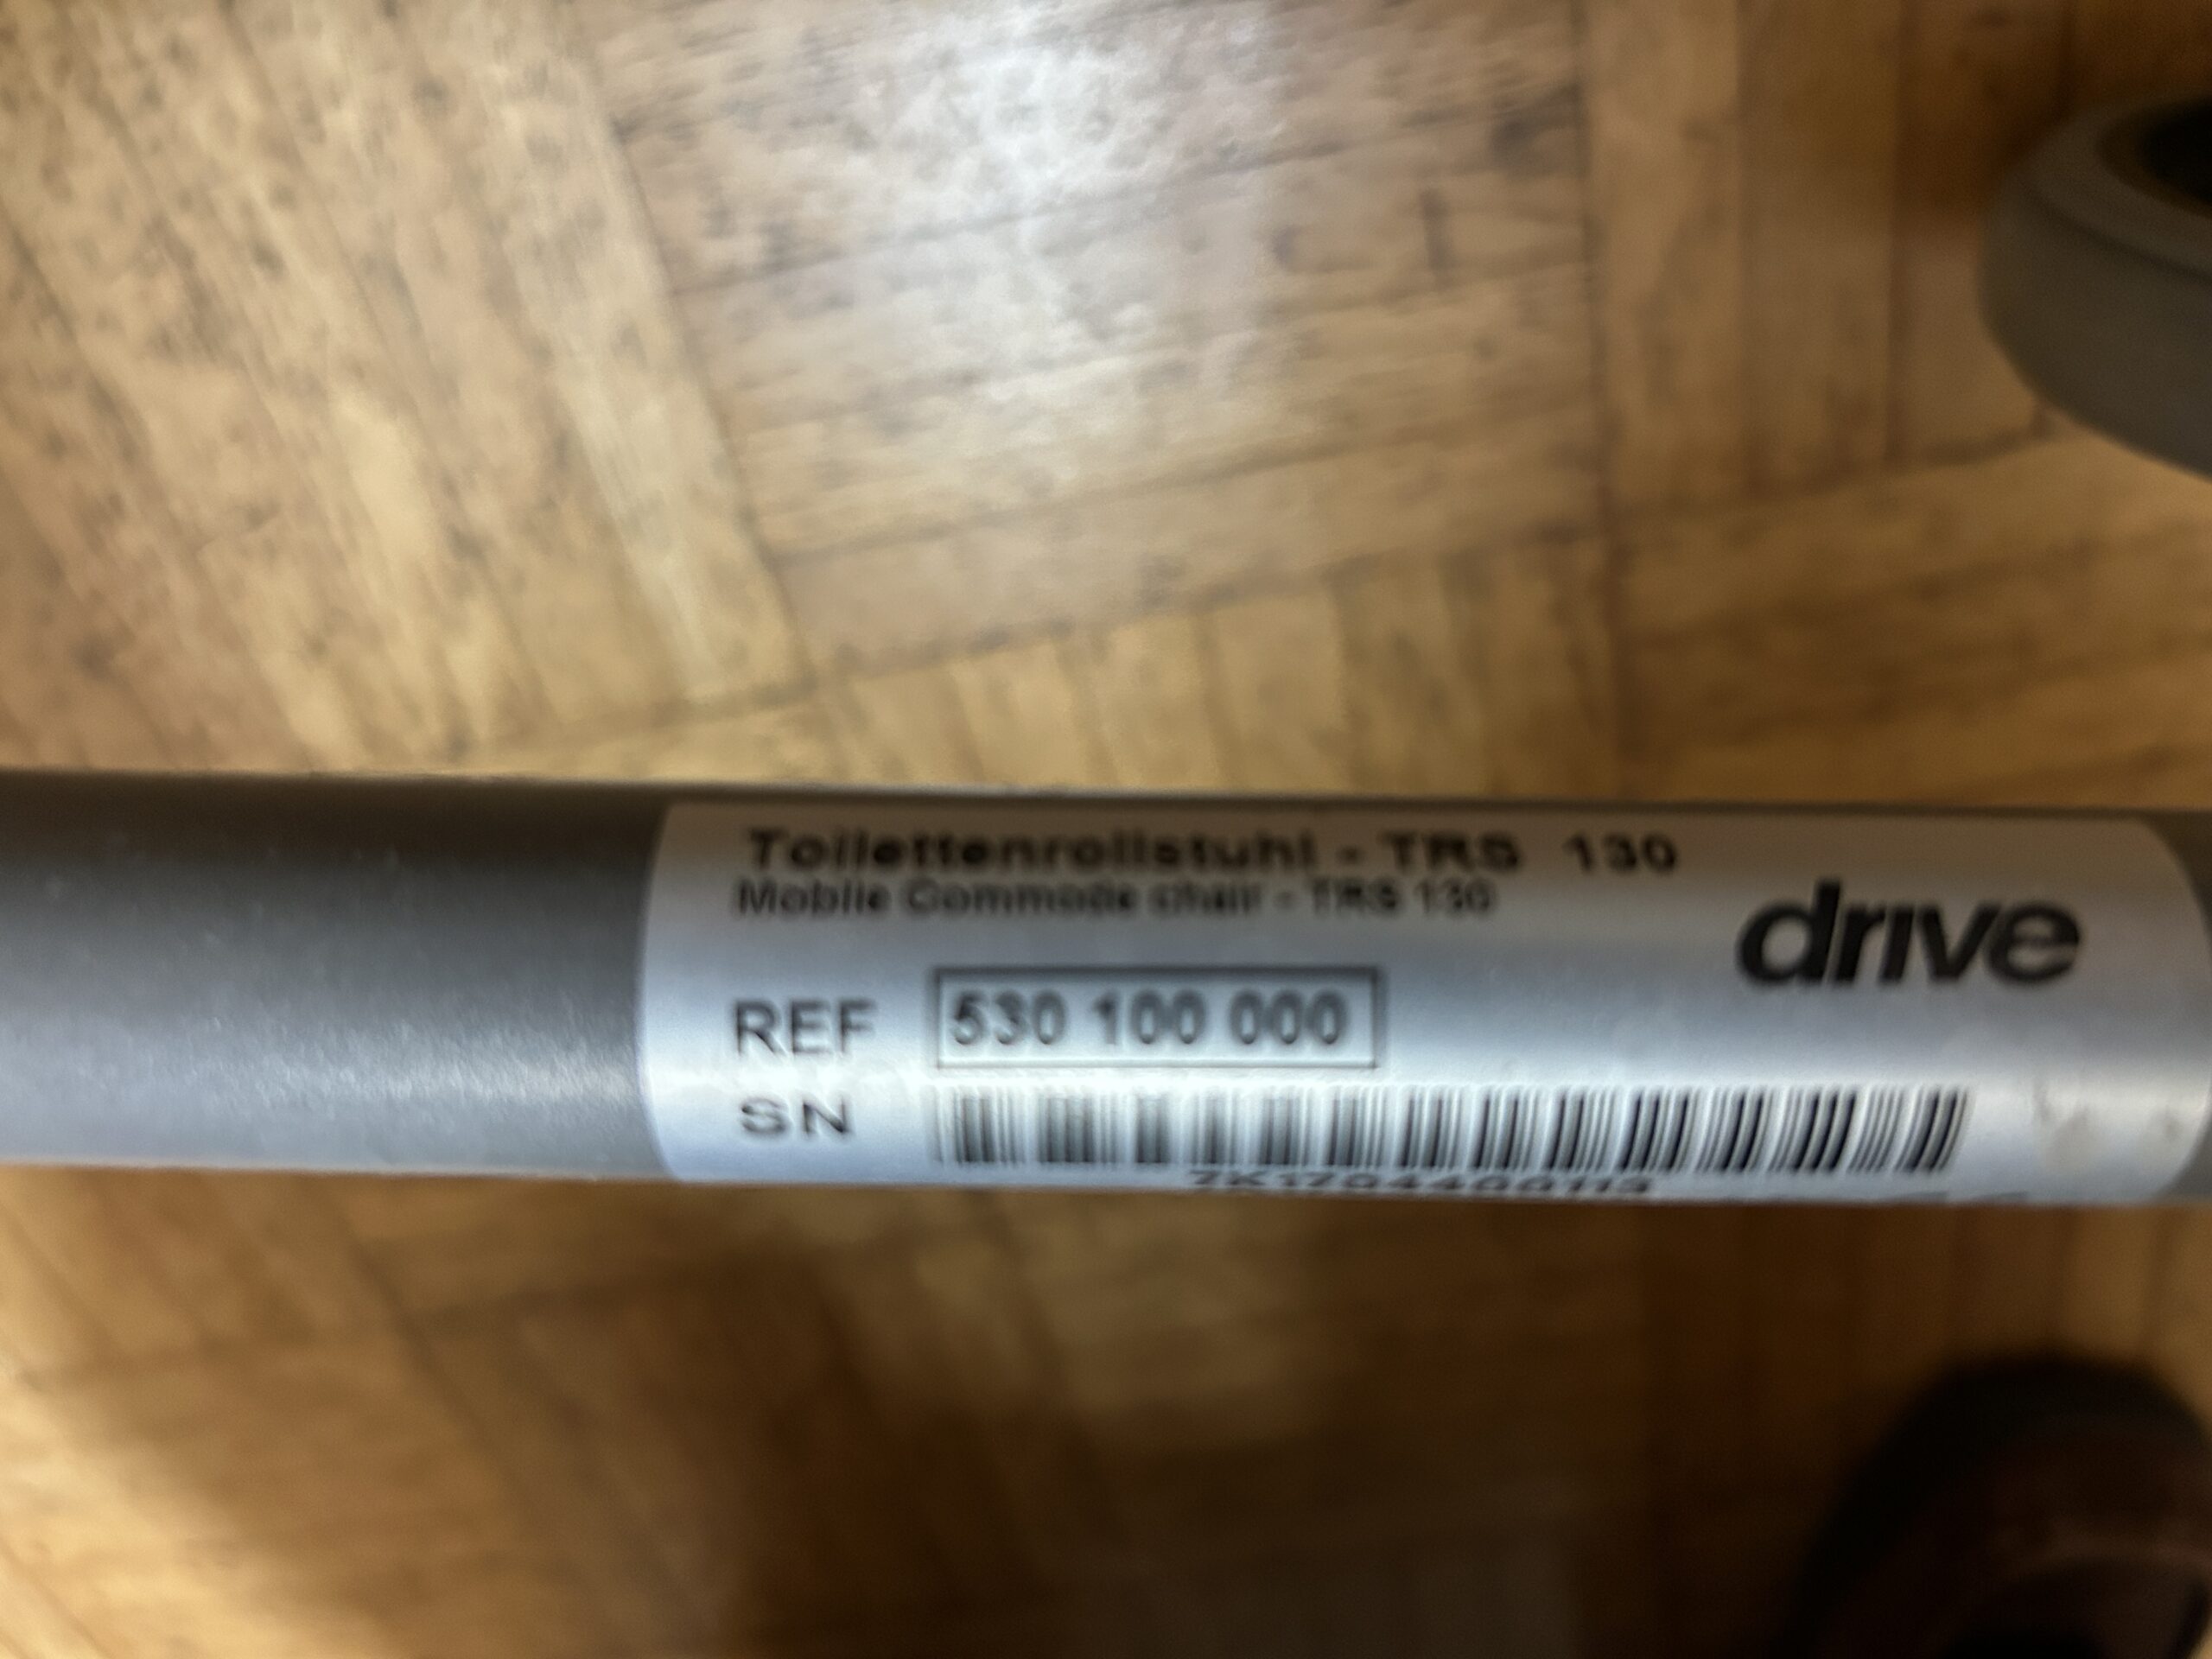 Toilettenrollstuhl - TRS 130
Mobile Commode chair - TRS 130
drive
REF 530 100 000
SN